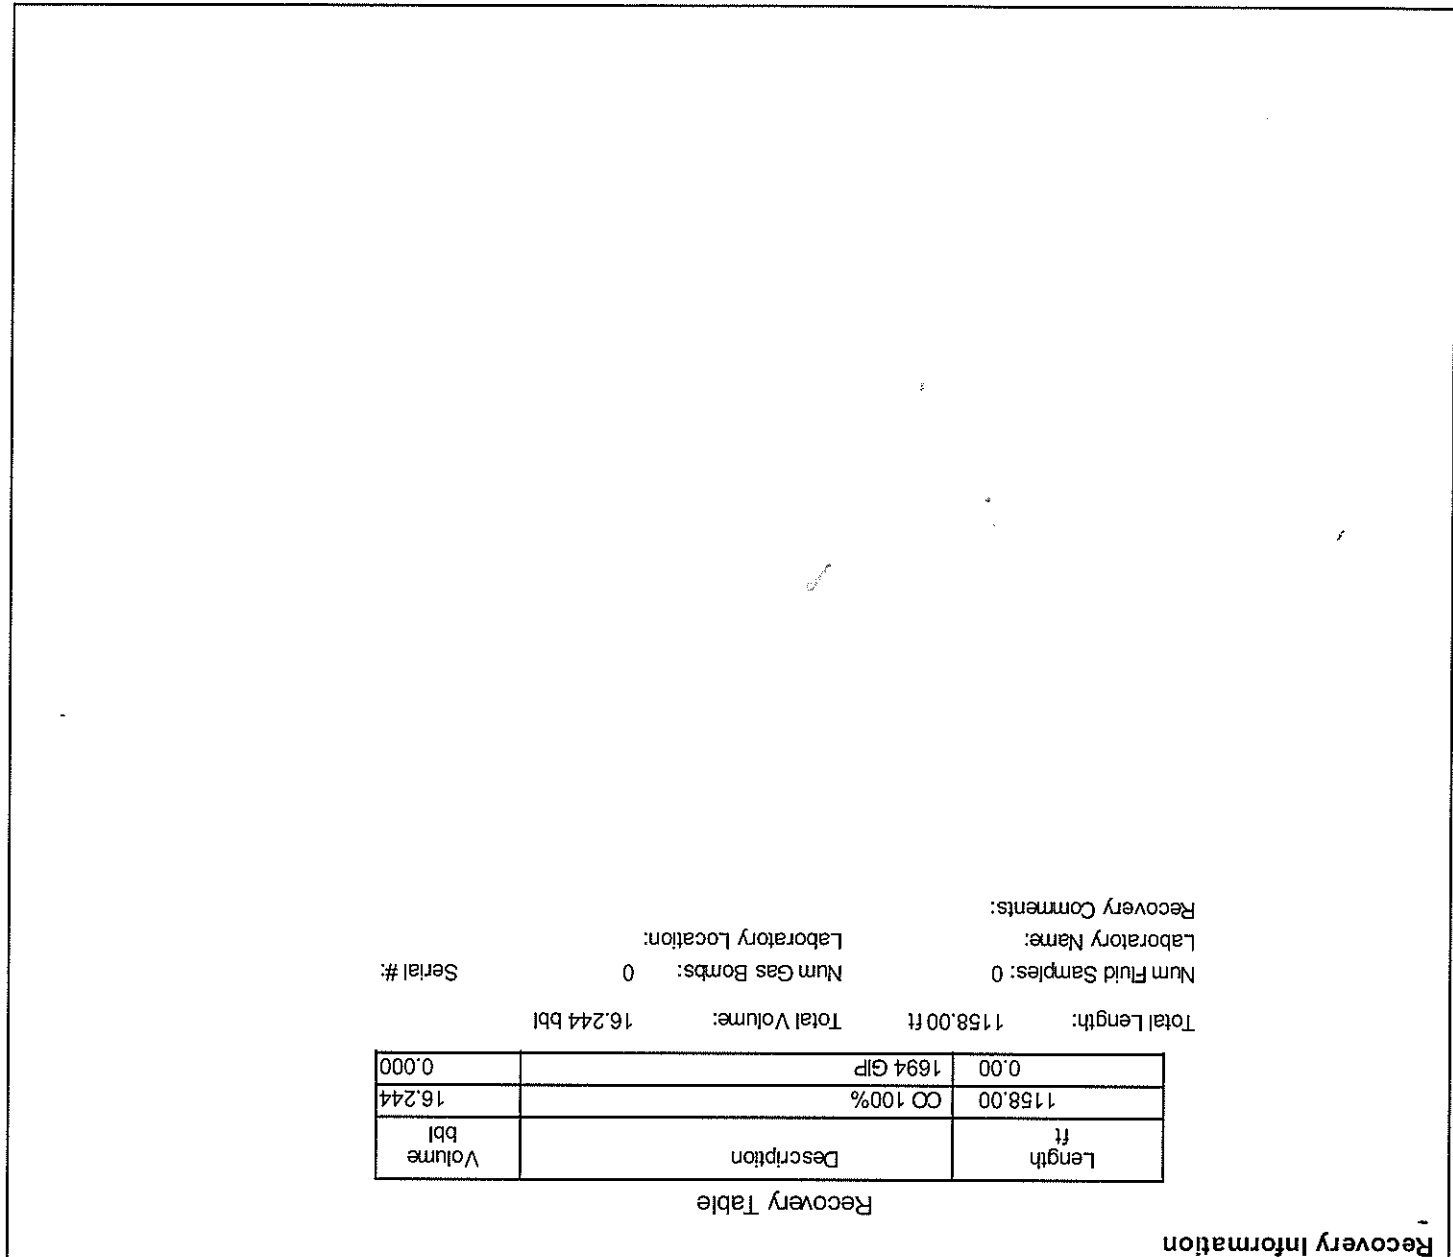 Recovery Information
Recovery Table
Length
ft
Description
Volume
bbl
1158.00 CO 100% 16.244
0.00 1694 GIP 0.000
Total Length: 1158.00 ft Total Volume: 16.244 bbl
Num Fluid Samples: 0 Num Gas Bombs: 0 Serial #:
Laboratory Name: Laboratory Location:
Recovery Comments: